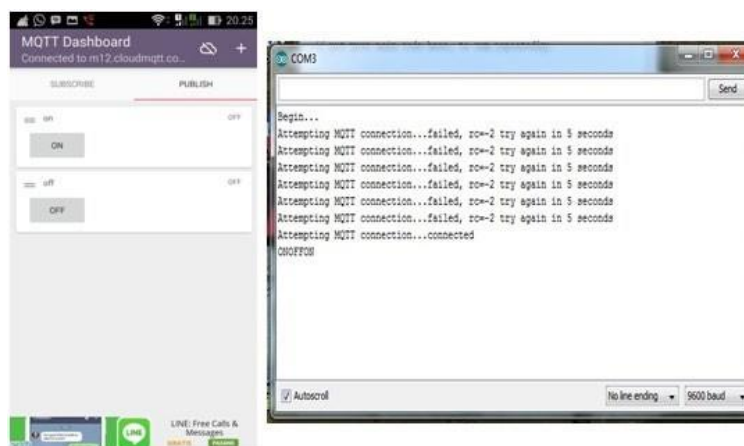 20.25
MQTT Dashboard
Connected to m12.cloudmqtt.co...
SUBSCRIBE
PUBLISH
on
OFF
ON
off
OFF
OFF
LINE
LINE: Free Calls & Messages
GRATIS
COM3
Send
Begin...
Attempting MQTT connection...failed, rc=-2 try again in 5 seconds
Attempting MQTT connection...failed, rc=-2 try again in 5 seconds
Attempting MQTT connection...failed, rc=-2 try again in 5 seconds
Attempting MQTT connection...failed, rc=-2 try again in 5 seconds
Attempting MQTT connection...failed, rc=-2 try again in 5 seconds
Attempting MQTT connection...failed, rc=-2 try again in 5 seconds
Attempting MQTT connection...connected
ONOFFON
Autoscroll
No line ending
9600 baud